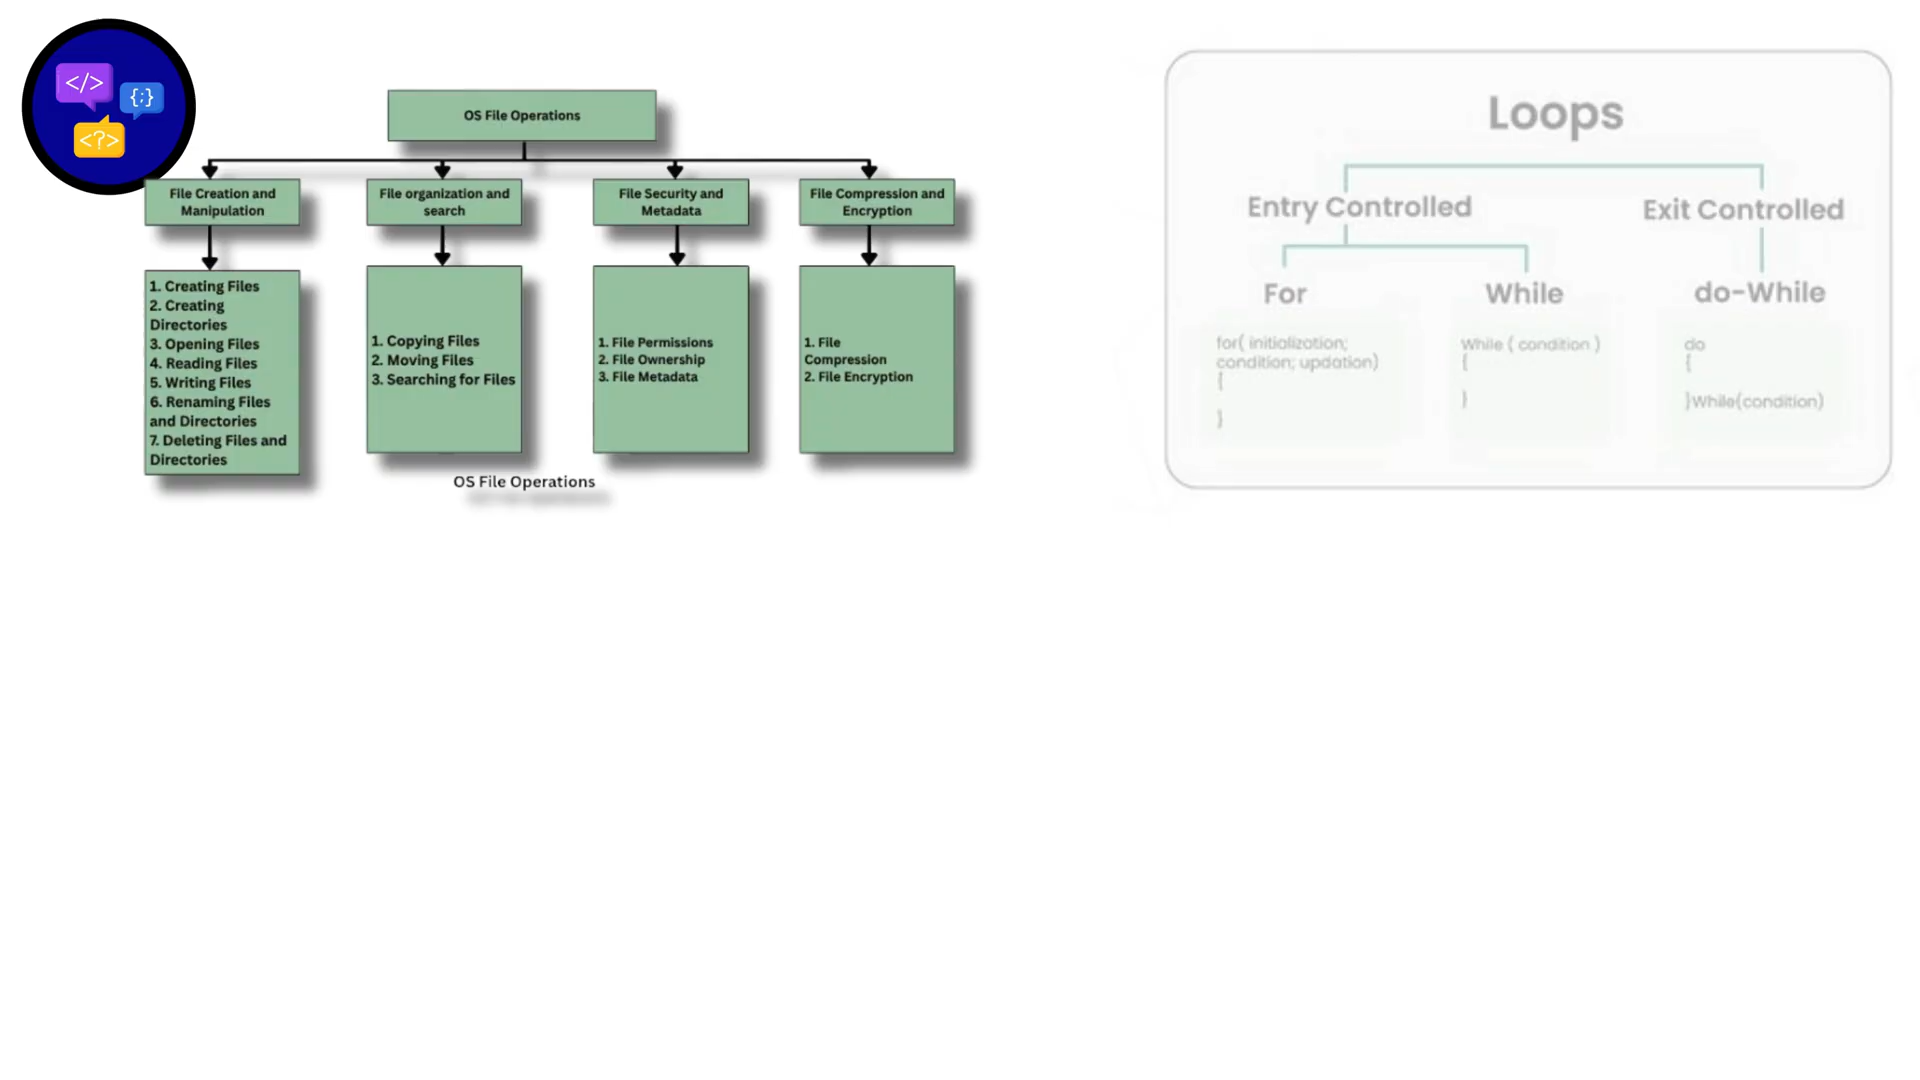 </>
{;}
<?>
OS File Operations
File Creation and
Manipulation
File organization and
search
File Security and
Metadata
File Compression and
Encryption
1. Creating Files
2. Creating
Directories
3. Opening Files
4. Reading Files
5. Writing Files
6. Renaming Files
and Directories
7. Deleting Files and
Directories
1. Copying Files
2. Moving Files
3. Searching for Files
1. File Permissions
2. File Ownership
3. File Metadata
1. File
Compression
2. File Encryption
OS File Operations
Loops
Entry Controlled
Exit Controlled
For
While
do-While
for( initialization;
condition; updation)
{
}
While ( condition )
{
}
do
{
}While(condition)